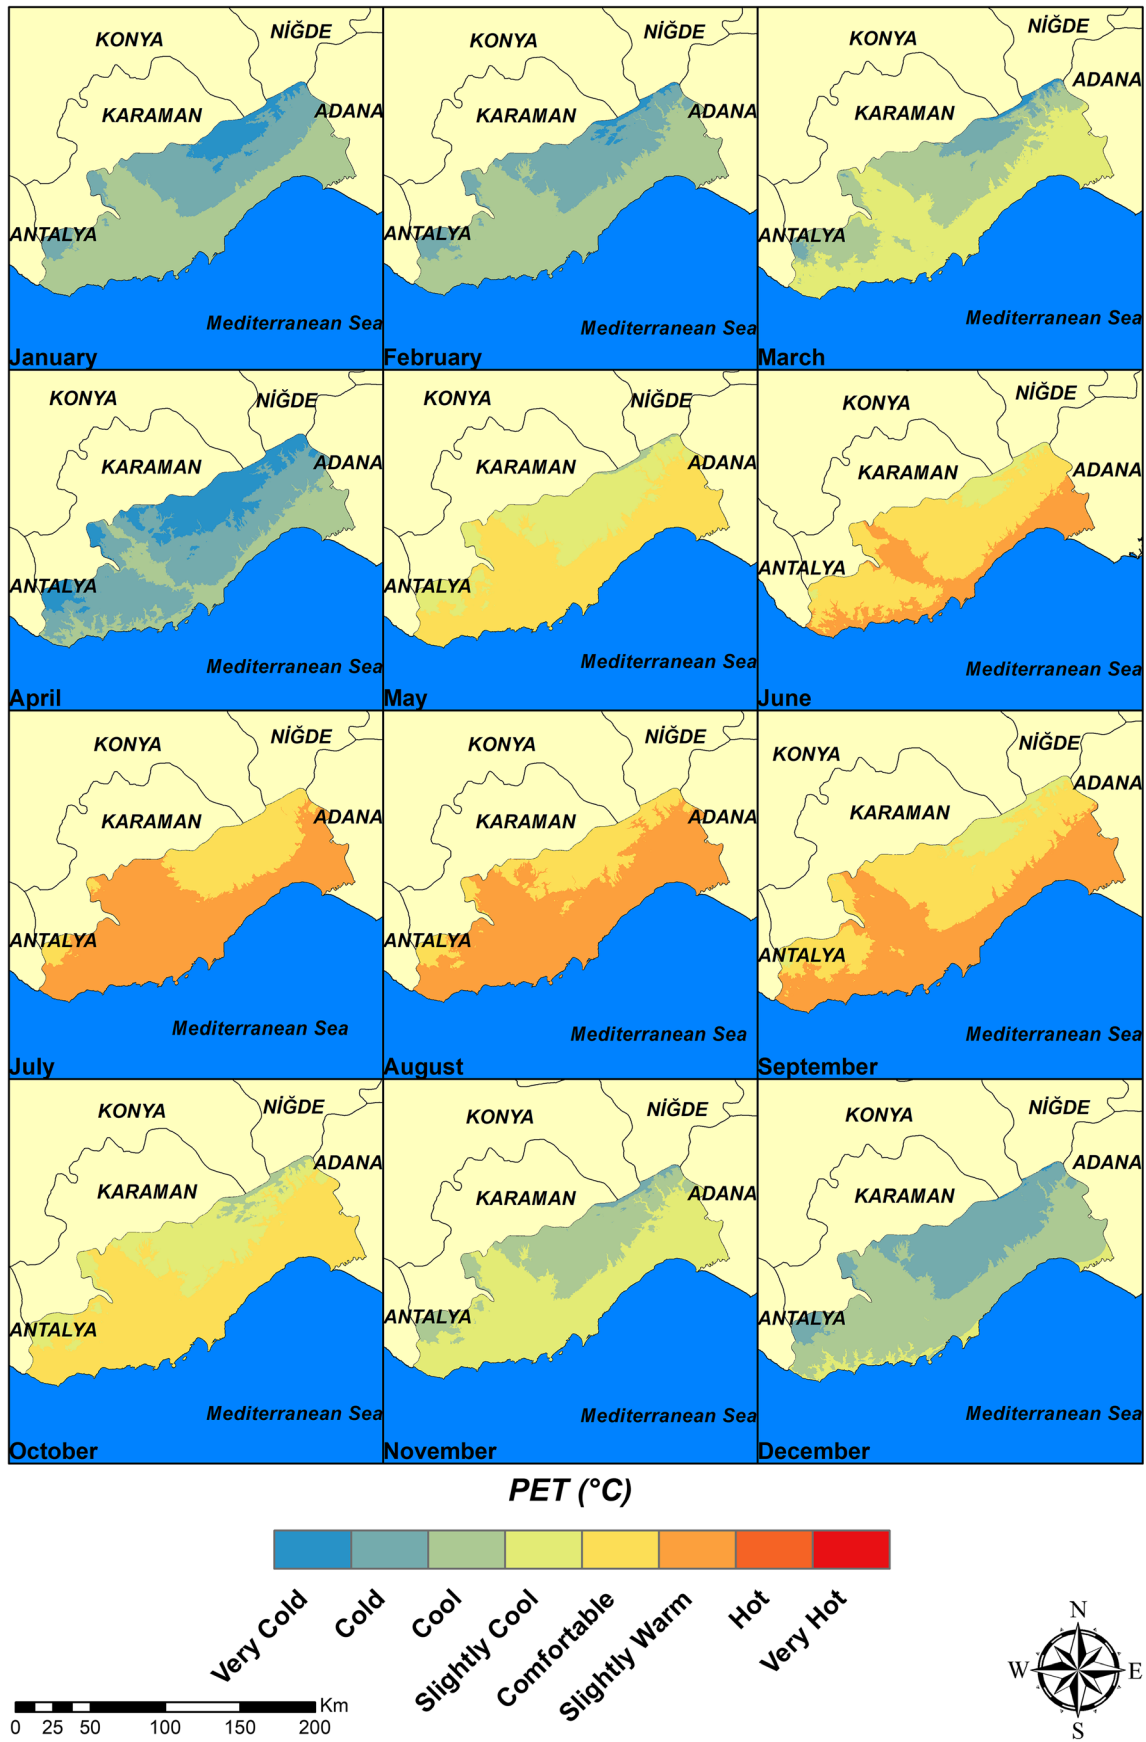 KONYA
NİĞDE
KARAMAN
ADANA
ANTALYA
Mediterranean Sea
January
KONYA
NİĞDE
KARAMAN
ADANA
ANTALYA
Mediterranean Sea
February
KONYA
NİĞDE
ADANA
KARAMAN
ANTALYA
Mediterranean Sea
March
KONYA
NİĞDE
KARAMAN
ADANA
ANTALYA
Mediterranean Sea
April
KONYA
NİĞDE
KARAMAN
ADANA
ANTALYA
Mediterranean Sea
May
KONYA
NİĞDE
KARAMAN
ADANA
ANTALYA
Mediterranean Sea
June
KONYA
NİĞDE
KARAMAN
ADANA
ANTALYA
Mediterranean Sea
July
KONYA
NİĞDE
KARAMAN
ADANA
ANTALYA
Mediterranean Sea
August
KONYA
NİĞDE
ADANA
KARAMAN
ANTALYA
Mediterranean Sea
September
KONYA
NİĞDE
ADANA
KARAMAN
ANTALYA
Mediterranean Sea
October
KONYA
NİĞDE
KARAMAN
ADANA
ANTALYA
Mediterranean Sea
November
KONYA
NİĞDE
ADANA
KARAMAN
ANTALYA
Mediterranean Sea
December
PET (°C)
Very Cold
Cold
Cool
Slightly Cool
Comfortable
Slightly Warm
Hot
Very Hot
Km
0 25 50 100 150 200
N
W E
S